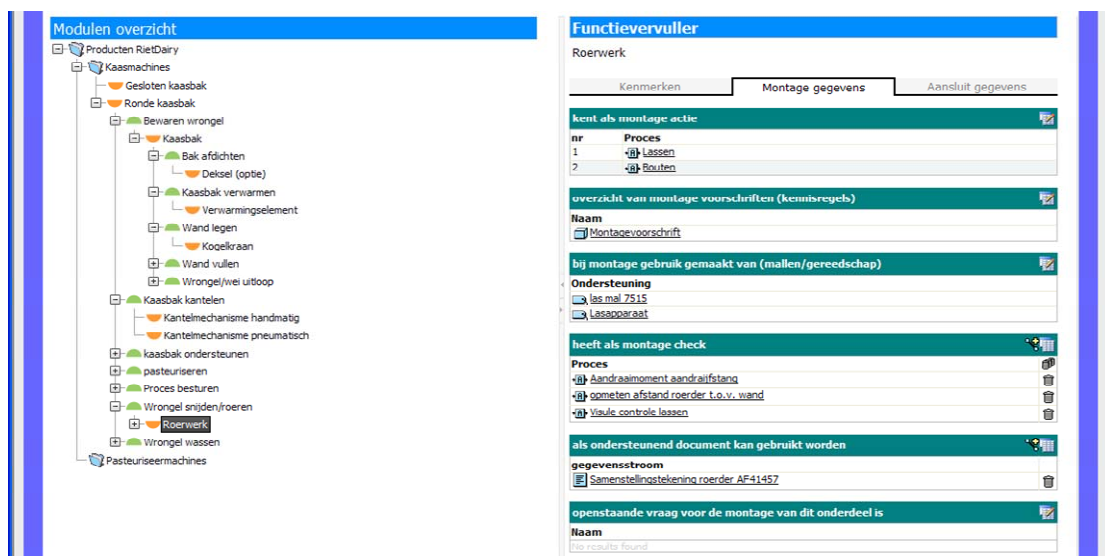 Modulen overzicht
Producten RietDairy
Kaasmachines
Gesloten kaasbak
Ronde kaasbak
Bewaren wrongel
Kaasbak
Bak afdichten
Deksel (optie)
Kaasbak verwarmen
Verwarmingselement
Wand legen
Kogelkraan
Wand vullen
Wrongel/wei uitloop
Kaasbak kantelen
Kantelmechanisme handmatig
Kantelmechanisme pneumatisch
kaasbak ondersteunen
pasteuriseren
Proces besturen
Wrongel snijden/roeren
Roerwerk
Wrongel wassen
Pasteuriseermachines
Functievervuller
Roerwerk
Kenmerken Montage gegevens Aansluit gegevens
kent als montage actie
nr Proces
1 Lassen
2 Bouten
overzicht van montage voorschriften (kennisregels)
Naam
Montagevoorschrift
bij montage gebruik gemaakt van (mallen/gereedschap)
Ondersteuning
las mal 7515
Lasapparaat
heeft als montage check
Proces
Aandraaimoment aandraijfstang
opmeten afstand roerder t.o.v. wand
Visule controle lassen
als ondersteunend document kan gebruikt worden
gegevensstroom
Samenstellingstekening roerder AF41457
openstaande vraag voor de montage van dit onderdeel is
Naam
No results found